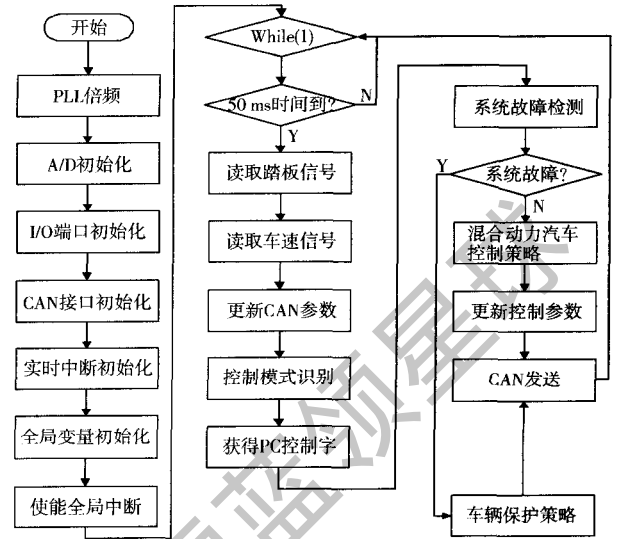 开始
PLL倍频
A/D初始化
I/O端口初始化
CAN接口初始化
实时中断初始化
全局变量初始化
使能全局中断
While(1)
50 ms时间到?
N
Y
读取踏板信号
读取车速信号
更新CAN参数
控制模式识别
获得PC控制字
系统故障检测
Y
系统故障?
N
混合动力汽车
控制策略
更新控制参数
CAN发送
车辆保护策略
蓝领星球